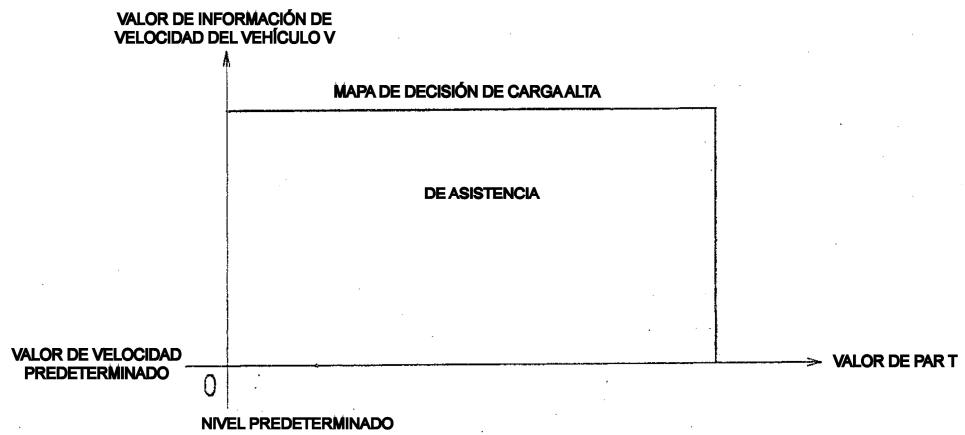 VALOR DE INFORMACIÓN DE
VELOCIDAD DEL VEHÍCULO V
MAPA DE DECISIÓN DE CARGA ALTA
DE ASISTENCIA
VALOR DE VELOCIDAD
PREDETERMINADO
0
VALOR DE PAR T
NIVEL PREDETERMINADO